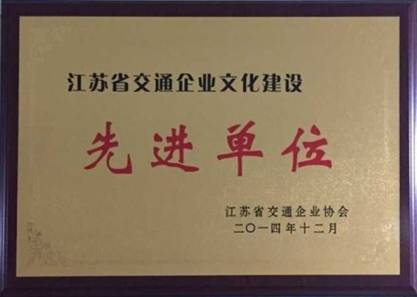 江苏省交通企业文化建设
先进单位
江苏省交通企业协会
二〇一四年十二月